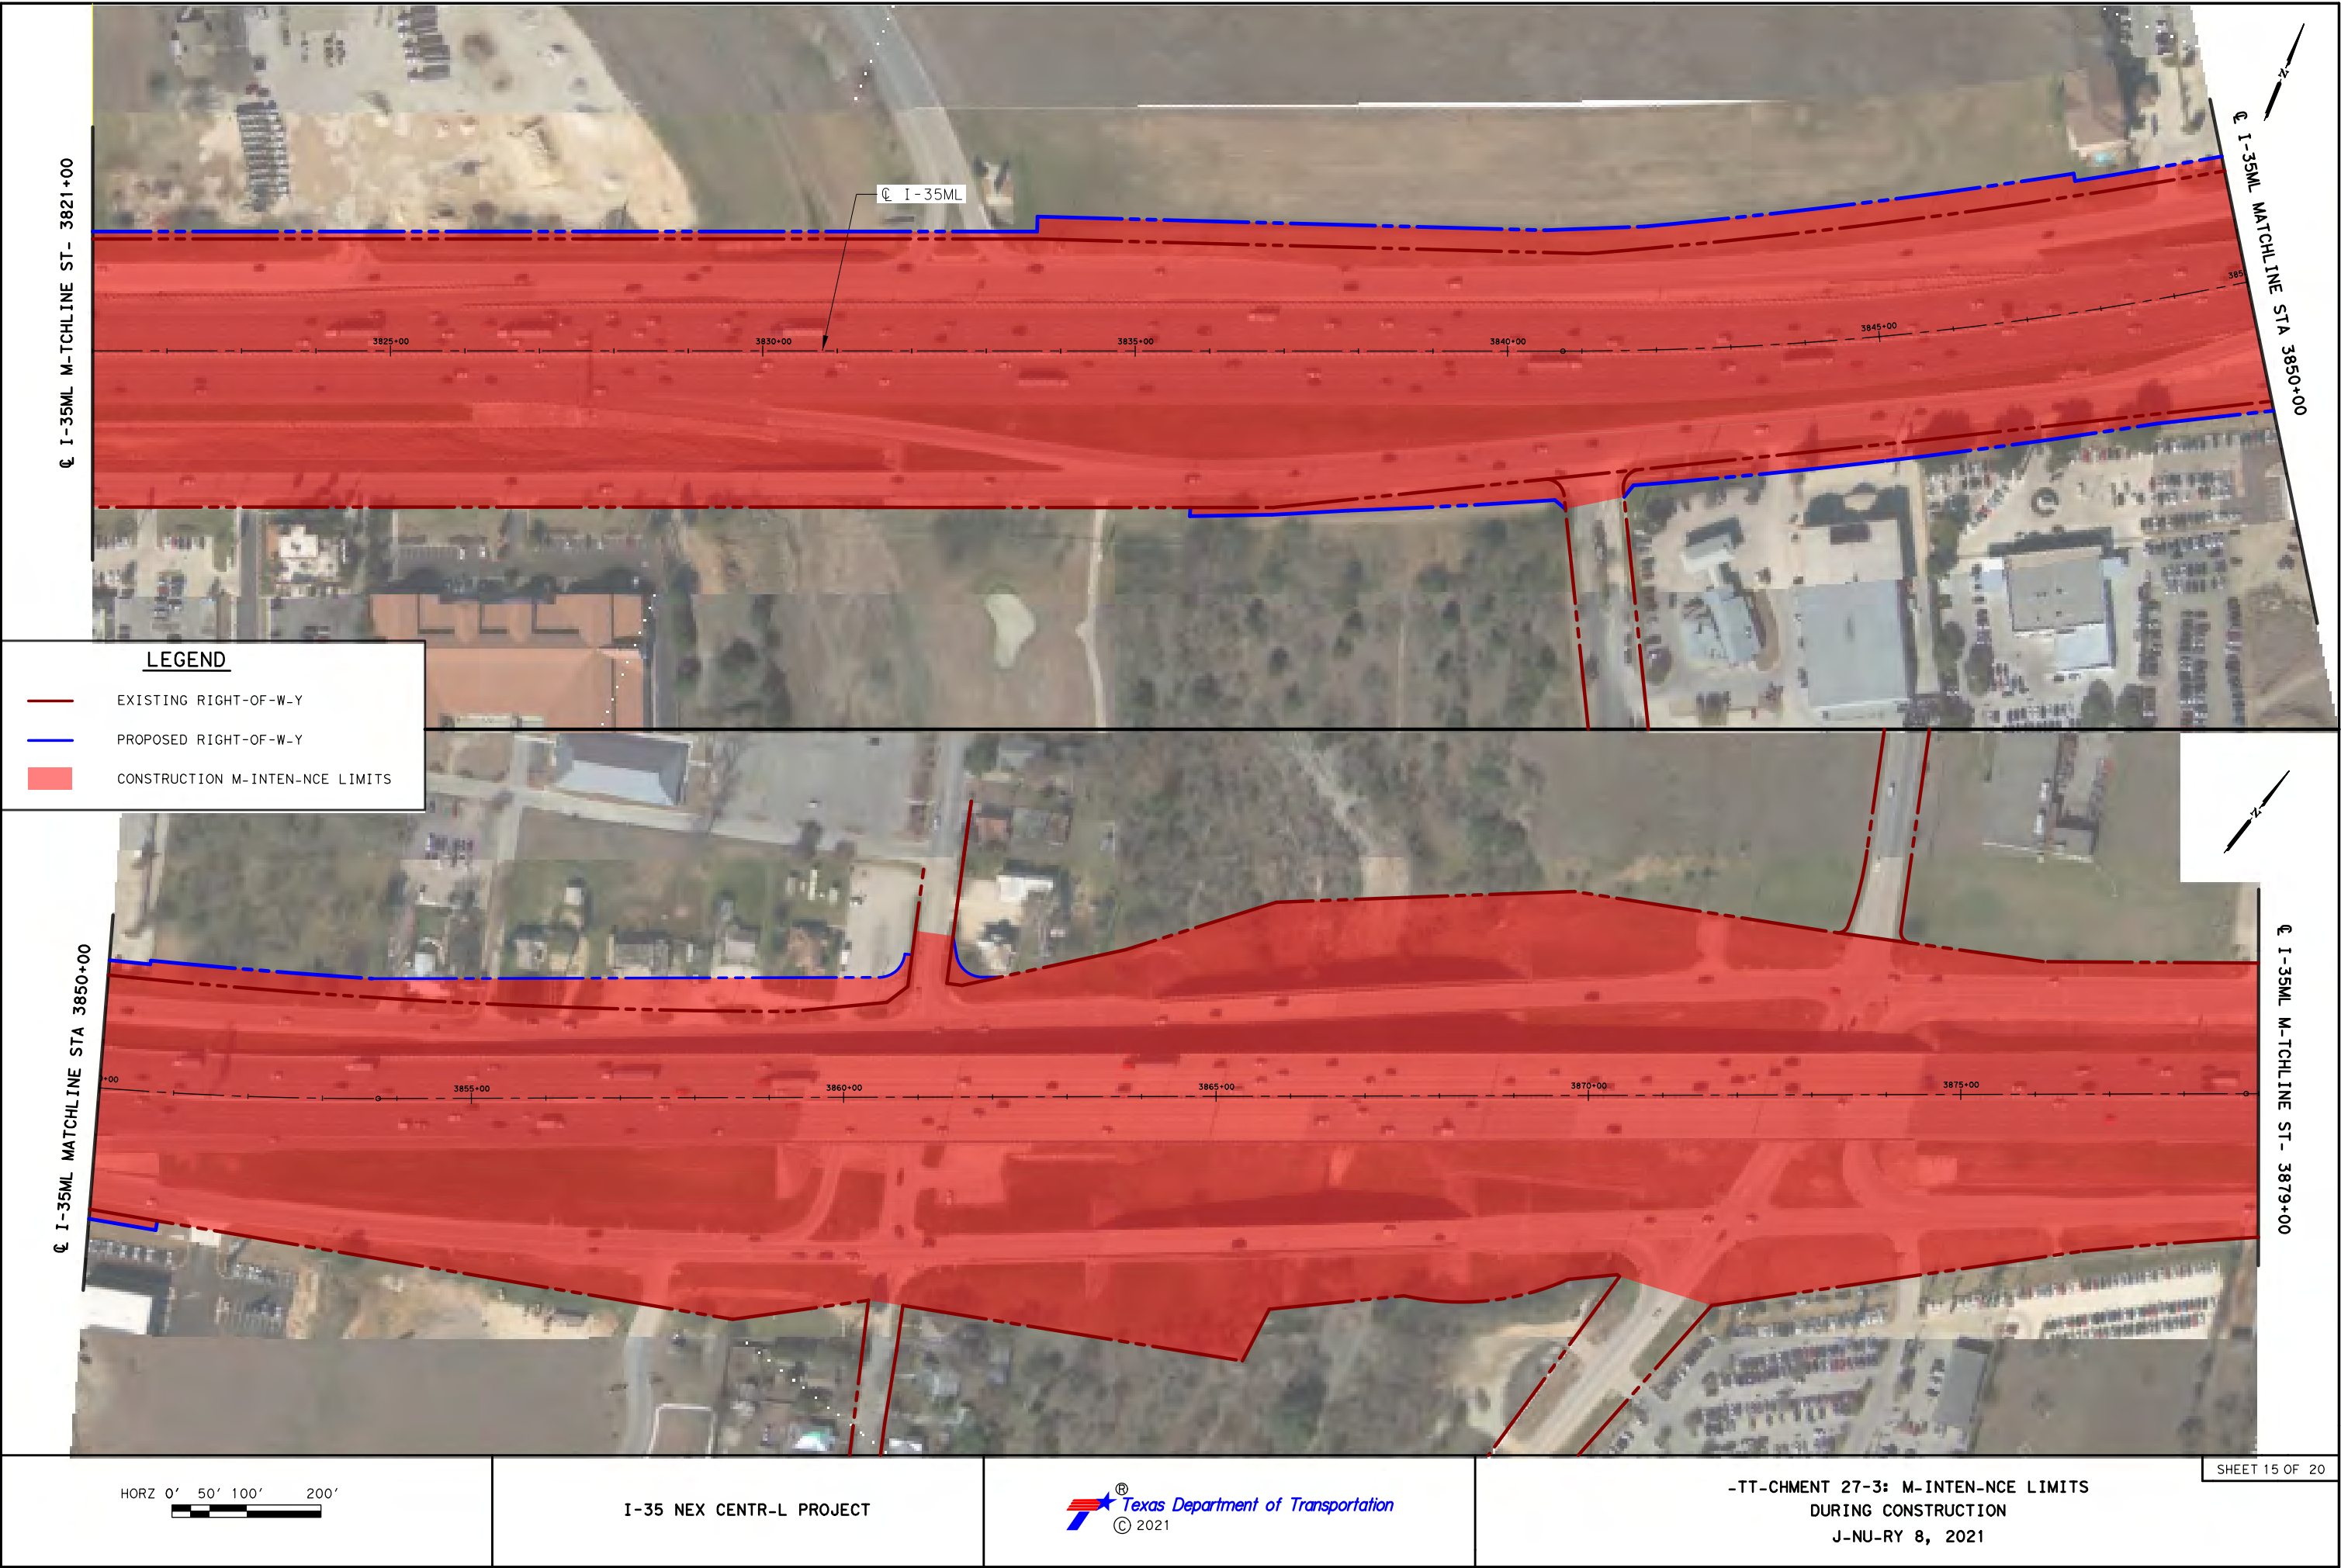 ℄ I-35ML M-TCHLINE ST- 3821+00
℄ I-35ML
3825+00
3830+00
3835+00
3840+00
3845+00
385
N
℄ I-35ML MATCHLINE STA 3850+00
LEGEND
EXISTING RIGHT-OF-W-Y
PROPOSED RIGHT-OF-W-Y
CONSTRUCTION M-INTEN-NCE LIMITS
N
℄ I-35ML MATCHLINE STA 3850+00
+00
3855+00
3860+00
3865+00
3870+00
3875+00
℄ I-35ML M-TCHLINE ST- 3879+00
SHEET 15 OF 20
HORZ 0' 50' 100' 200'
I-35 NEX CENTR-L PROJECT
®
Texas Department of Transportation
© 2021
-TT-CHMENT 27-3: M-INTEN-NCE LIMITS
DURING CONSTRUCTION
J-NU-RY 8, 2021